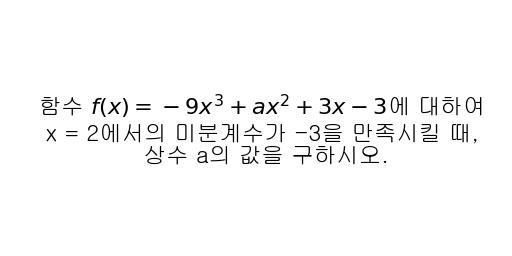 함수 f(x) = − 9x³ + ax² + 3x − 3에 대하여
x = 2에서의 미분계수가 −3을 만족시킬 때,
상수 a의 값을 구하시오.